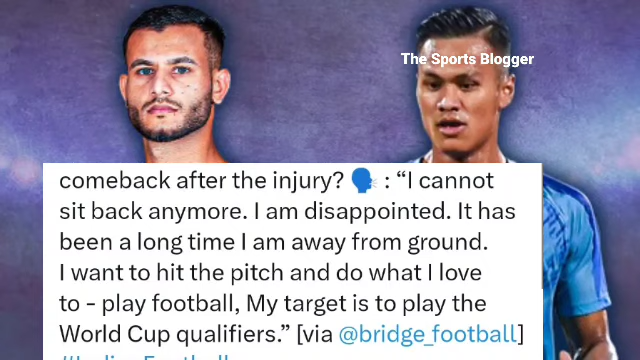 The Sports Blogger
comeback after the injury? 🗣 : “I cannot
sit back anymore. I am disappointed. It has
been a long time I am away from ground.
I want to hit the pitch and do what I love
to - play football, My target is to play the
World Cup qualifiers.” [via @bridge_football]